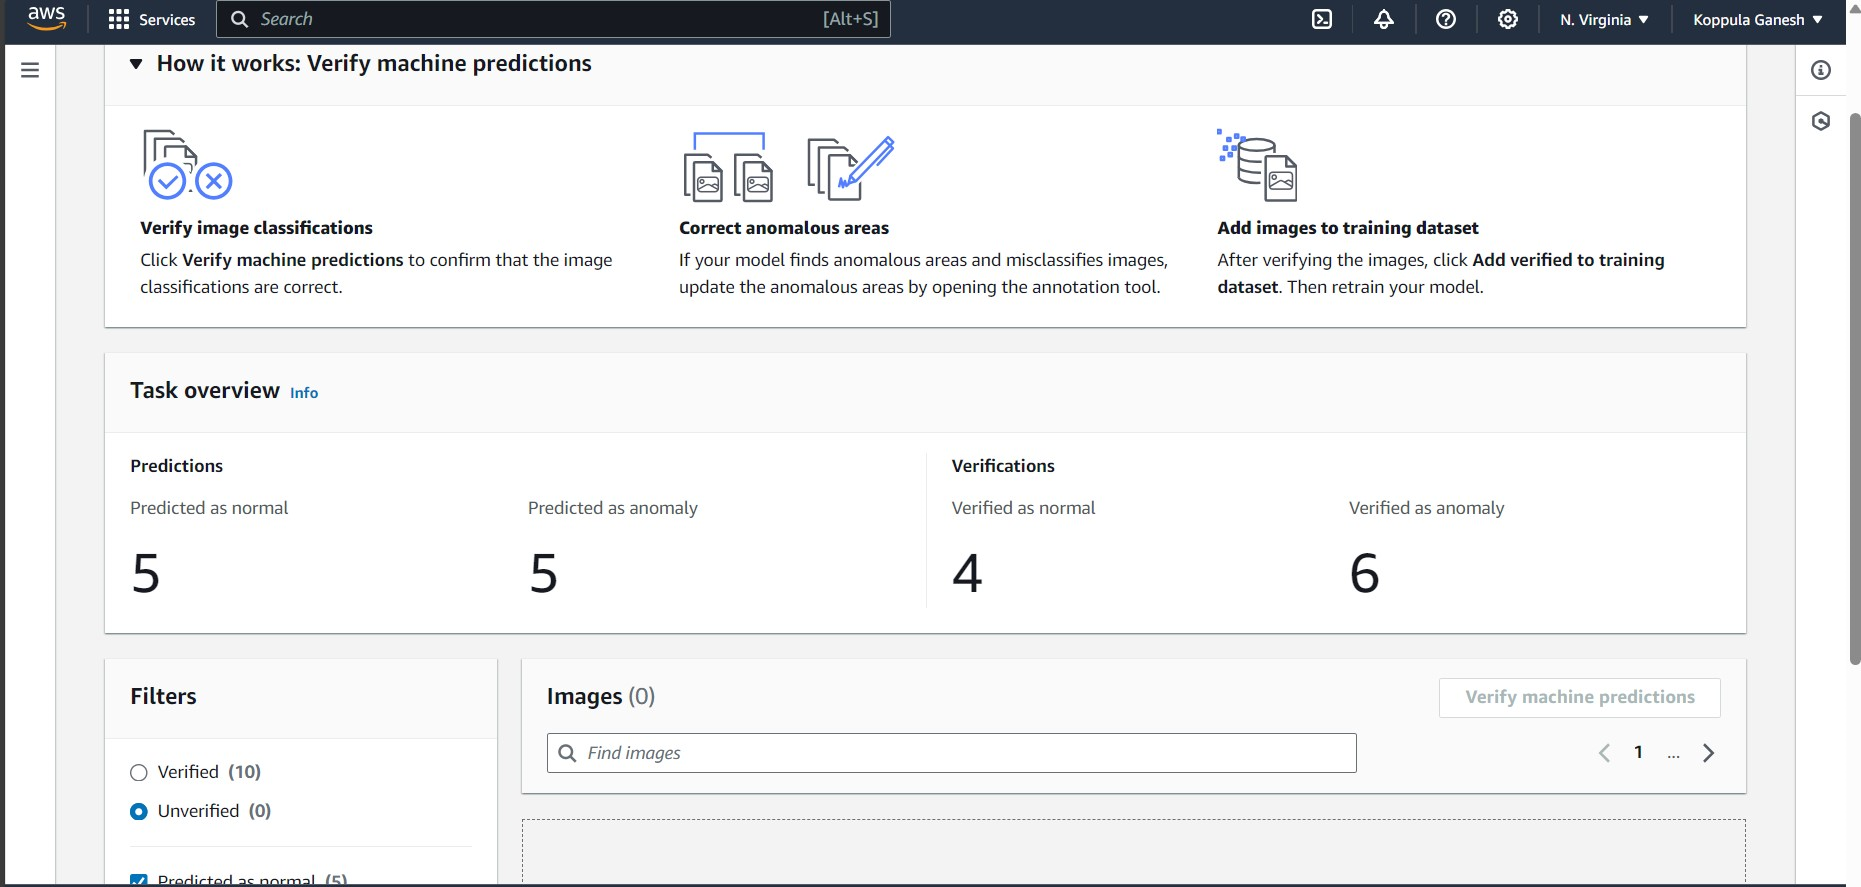 aws
Services
Search
[Alt+S]
N. Virginia
Koppula Ganesh
How it works: Verify machine predictions
Verify image classifications
Click Verify machine predictions to confirm that the image
classifications are correct.
Correct anomalous areas
If your model finds anomalous areas and misclassifies images,
update the anomalous areas by opening the annotation tool.
Add images to training dataset
After verifying the images, click Add verified to training
dataset. Then retrain your model.
Task overview Info
Predictions
Predicted as normal
5
Predicted as anomaly
5
Verifications
Verified as normal
4
Verified as anomaly
6
Filters
Verified (10)
Unverified (0)
Predicted as normal (5)
Images (0)
Verify machine predictions
Find images
1 ...